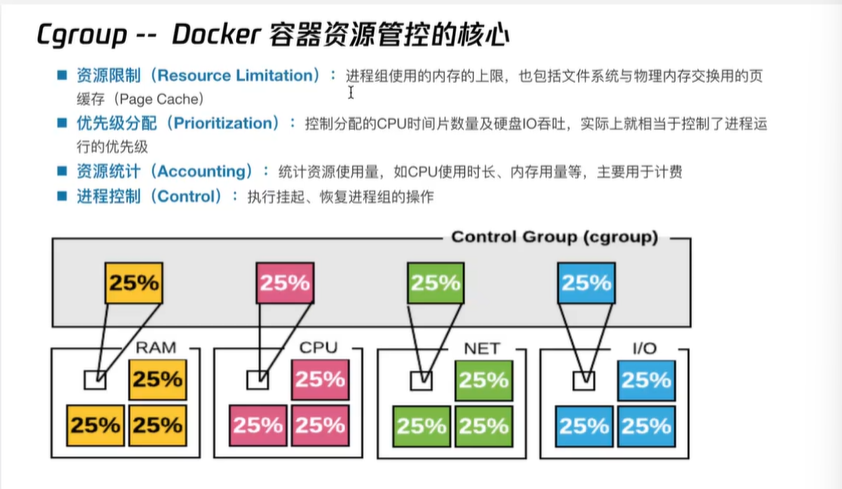 Cgroup -- Docker 容器资源管控的核心
资源限制（Resource Limitation）：进程组使用的内存的上限，也包括文件系统与物理内存交换用的页
缓存（Page Cache）
优先级分配（Prioritization）：控制分配的CPU时间片数量及硬盘IO吞吐，实际上就相当于控制了进程运
行的优先级
资源统计（Accounting）：统计资源使用量，如CPU使用时长、内存用量等，主要用于计费
进程控制（Control）：执行挂起、恢复进程组的操作
Control Group (cgroup)
25% 25% 25% 25%
RAM CPU NET I/O
25% 25% 25% 25%
25% 25% 25% 25% 25% 25% 25% 25%